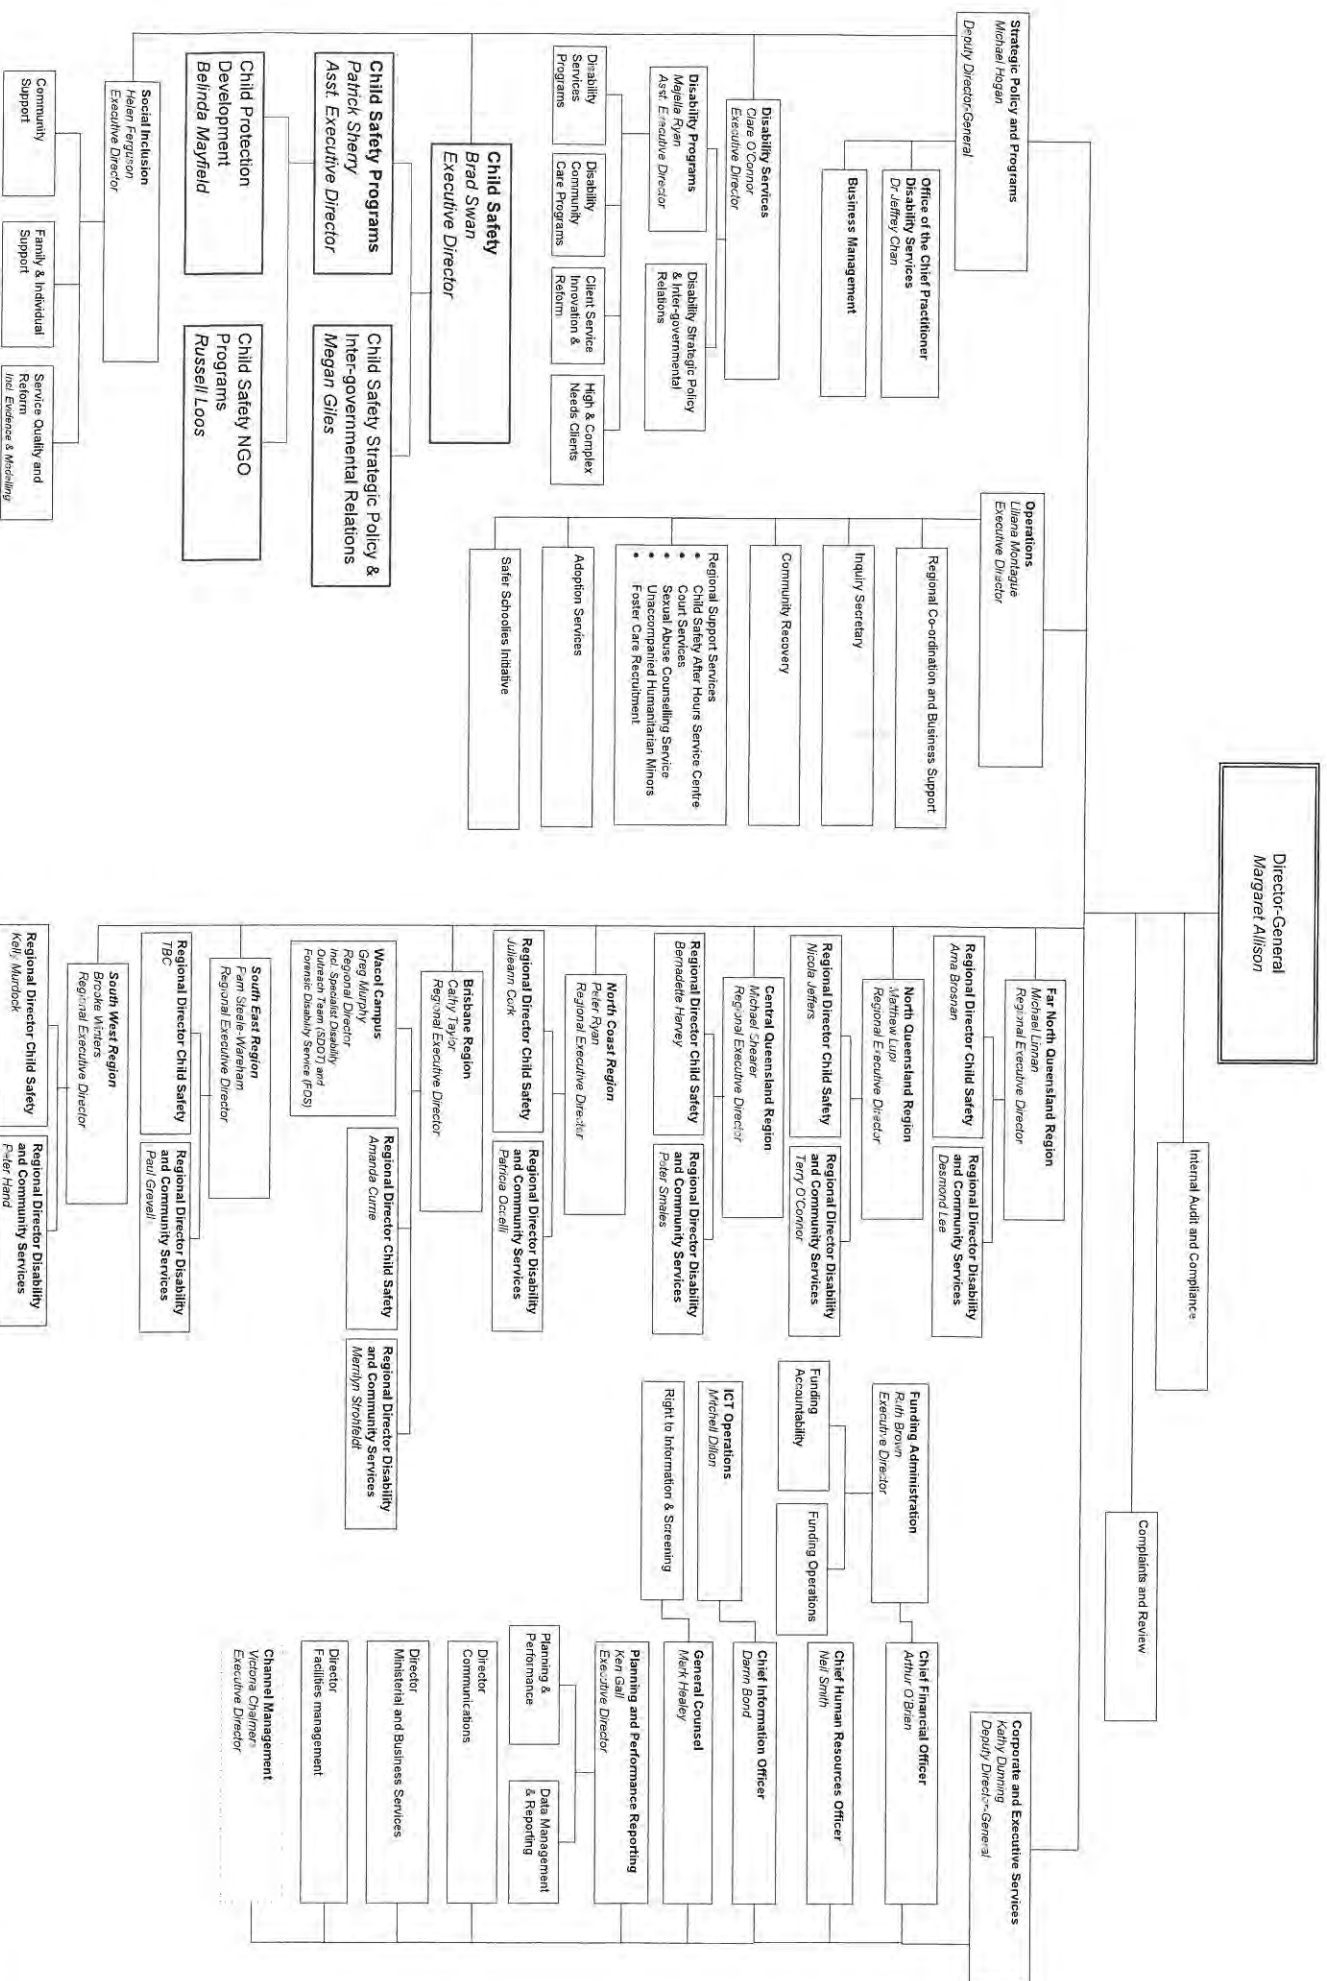 Director-General
Margaret Allison
Internal Audit and Compliance
Complaints and Review
Strategic Policy and Programs
Michael Hogan
Deputy Director-General
Office of the Chief Practitioner
Disability Services
Dr Jeffrey Chan
Business Management
Disability Services
Clare O'Connor
Executive Director
Disability Programs
Majella Ryan
Asst. Executive Director
Disability Strategic Policy
& Inter-governmental
Relations
Disability
Services
Programs
Disability
Community
Care Programs
Client Service
Innovation &
Reform
High & Complex
Needs Clients
Child Safety
Brad Swan
Executive Director
Child Safety Programs
Patrick Sherry
Asst. Executive Director
Child Safety Strategic Policy &
Inter-governmental Relations
Megan Giles
Child Protection
Development
Belinda Mayfield
Child Safety NGO
Programs
Russell Loos
Social Inclusion
Helen Ferguson
Executive Director
Community
Support
Family & Individual
Support
Service Quality and
Reform
Incl. Evidence & Modelling
Operations
Liliana Montague
Executive Director
Regional Co-ordination and Business Support
Inquiry Secretary
Community Recovery
Regional Support Services
• Child Safety After Hours Service Centre
• Court Services
• Sexual Abuse Counselling Service
• Unaccompanied Humanitarian Minors
• Foster Care Recruitment
Adoption Services
Safer Schoolies Initiative
Far North Queensland Region
Michael Linnan
Regional Executive Director
Regional Director Child Safety
Arna Brosnan
Regional Director Disability
and Community Services
Desmond Lee
North Queensland Region
Matthew Lupi
Regional Executive Director
Regional Director Child Safety
Nicola Jeffers
Regional Director Disability
and Community Services
Terry O'Connor
Central Queensland Region
Michael Shearer
Regional Executive Director
Regional Director Child Safety
Bernadette Harvey
Regional Director Disability
and Community Services
Peter Smales
North Coast Region
Peter Ryan
Regional Executive Director
Regional Director Child Safety
Julieann Cork
Regional Director Disability
and Community Services
Patricia Occelli
Brisbane Region
Cathy Taylor
Regional Executive Director
Wacol Campus
Greg Murphy
Regional Director
Incl. Specialist Disability
Outreach Team (SDOT) and
Forensic Disability Service (FDS)
Regional Director Child Safety
Amanda Currie
Regional Director Disability
and Community Services
Merrilyn Strohfeldt
South East Region
Pam Steele-Wareham
Regional Executive Director
Regional Director Child Safety
TBC
Regional Director Disability
and Community Services
Paul Grevell
South West Region
Brooke Winters
Regional Executive Director
Regional Director Child Safety
Kelly Murdock
Regional Director Disability
and Community Services
Peter Hand
Corporate and Executive Services
Kathy Dunning
Deputy Director-General
Chief Financial Officer
Arthur O'Brien
Funding Administration
Ruth Brown
Executive Director
Funding
Accountability
Funding Operations
Chief Human Resources Officer
Neil Smith
Chief Information Officer
Darrin Bond
ICT Operations
Mitchell Dillon
General Counsel
Mark Healey
Right to Information & Screening
Planning and Performance Reporting
Ken Gall
Executive Director
Planning &
Performance
Data Management
& Reporting
Director
Communications
Director
Ministerial and Business Services
Director
Facilities management
Channel Management
Victoria Chalmers
Executive Director